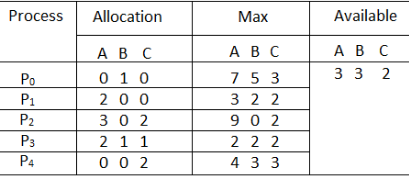 Process Allocation Max Available
A B C A B C A B C
P0 0 1 0 7 5 3 3 3 2
P1 2 0 0 3 2 2
P2 3 0 2 9 0 2
P3 2 1 1 2 2 2
P4 0 0 2 4 3 3